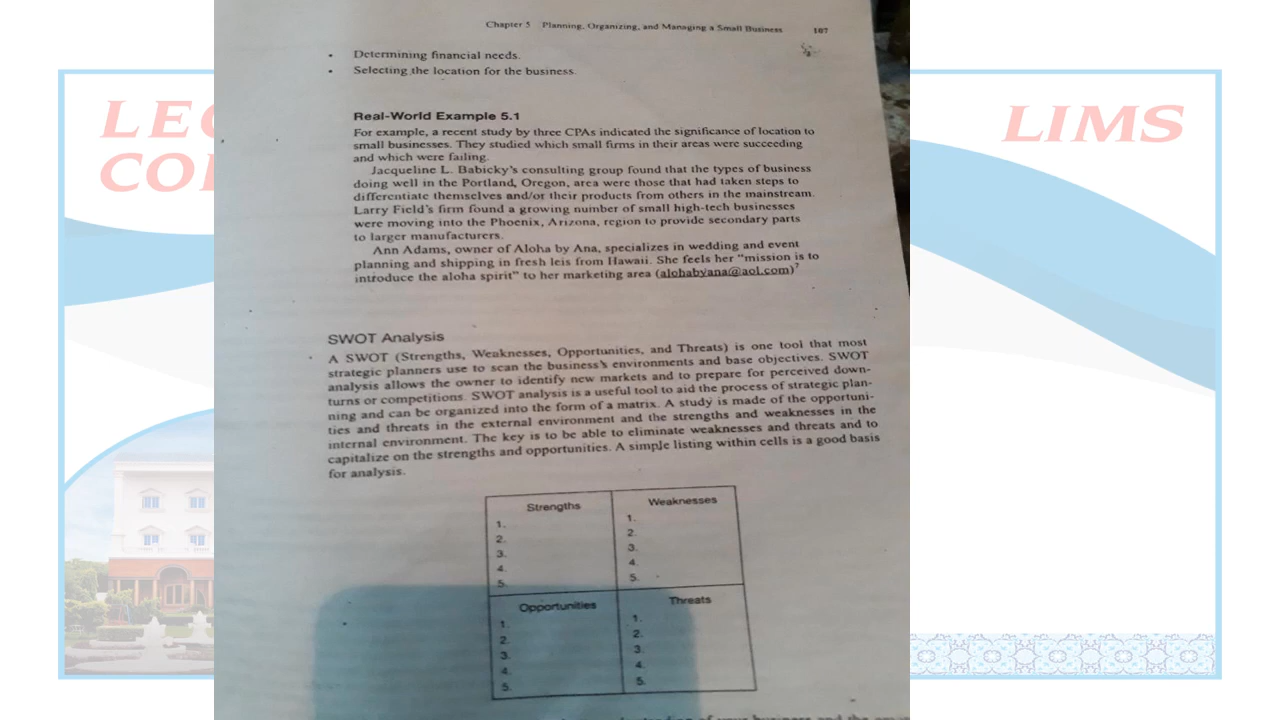 LEG
COL
LIMS
Chapter 5 Planning, Organizing, and Managing a Small Business 107
• Determining financial needs.
• Selecting the location for the business.
Real-World Example 5.1
For example, a recent study by three CPAs indicated the significance of location to
small businesses. They studied which small firms in their areas were succeeding
and which were failing.
Jacqueline L. Babicky's consulting group found that the types of business
doing well in the Portland, Oregon, area were those that had taken steps to
differentiate themselves and/or their products from others in the mainstream.
Larry Field's firm found a growing number of small high-tech businesses
were moving into the Phoenix, Arizona, region to provide secondary parts
to larger manufacturers.
Ann Adams, owner of Aloha by Ana, specializes in wedding and event
planning and shipping in fresh leis from Hawaii. She feels her "mission is to
introduce the aloha spirit" to her marketing area (alohabyana@aol.com)7
SWOT Analysis
A SWOT (Strengths, Weaknesses, Opportunities, and Threats) is one tool that most
strategic planners use to scan the business's environments and base objectives. SWOT
analysis allows the owner to identify new markets and to prepare for perceived down-
turns or competitions. SWOT analysis is a useful tool to aid the process of strategic plan-
ning and can be organized into the form of a matrix. A study is made of the opportuni-
ties and threats in the external environment and the strengths and weaknesses in the
internal environment. The key is to be able to eliminate weaknesses and threats and to
capitalize on the strengths and opportunities. A simple listing within cells is a good basis
for analysis.
Strengths
1.
2.
3.
4.
5.
Weaknesses
1.
2.
3.
4.
5.
Opportunities
1.
2.
3.
4.
5.
Threats
1.
2.
3.
4.
5.